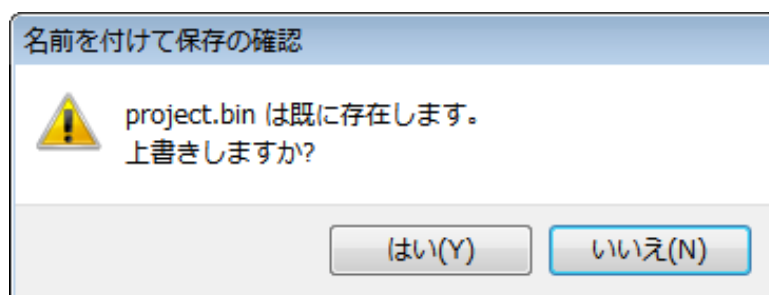 名前を付けて保存の確認
project.bin は既に存在します。
上書きしますか?
はい(Y)
いいえ(N)